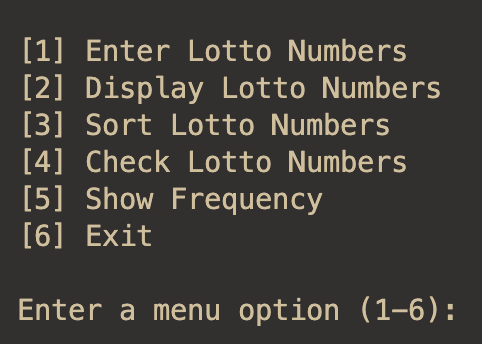 [1] Enter Lotto Numbers
[2] Display Lotto Numbers
[3] Sort Lotto Numbers
[4] Check Lotto Numbers
[5] Show Frequency
[6] Exit
Enter a menu option (1-6):